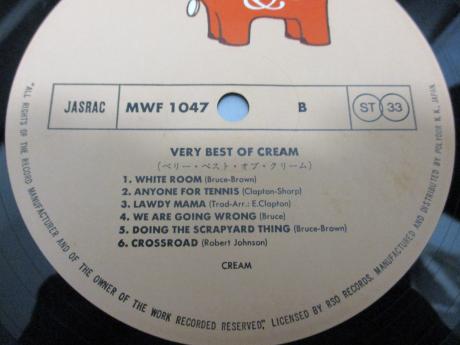 JASRAC
MWF 1047
B
ST 33
VERY BEST OF CREAM
(ベリー・ベスト・オブ・クリーム)
1. WHITE ROOM (Bruce-Brown)
2. ANYONE FOR TENNIS (Clapton-Sharp)
3. LAWDY MAMA (Trad-Arr.: E.Clapton)
4. WE ARE GOING WRONG (Bruce)
5. DOING THE SCRAPYARD THING (Bruce-Brown)
6. CROSSROAD (Robert Johnson)
CREAM
"ALL RIGHTS OF THE RECORD MANUFACTURER AND OF THE OWNER OF THE WORK RECORDED RESERVED", LICENSED BY RSO RECORDS, MANUFACTURED AND DISTRIBUTED BY POLYDOR K. K., JAPAN.